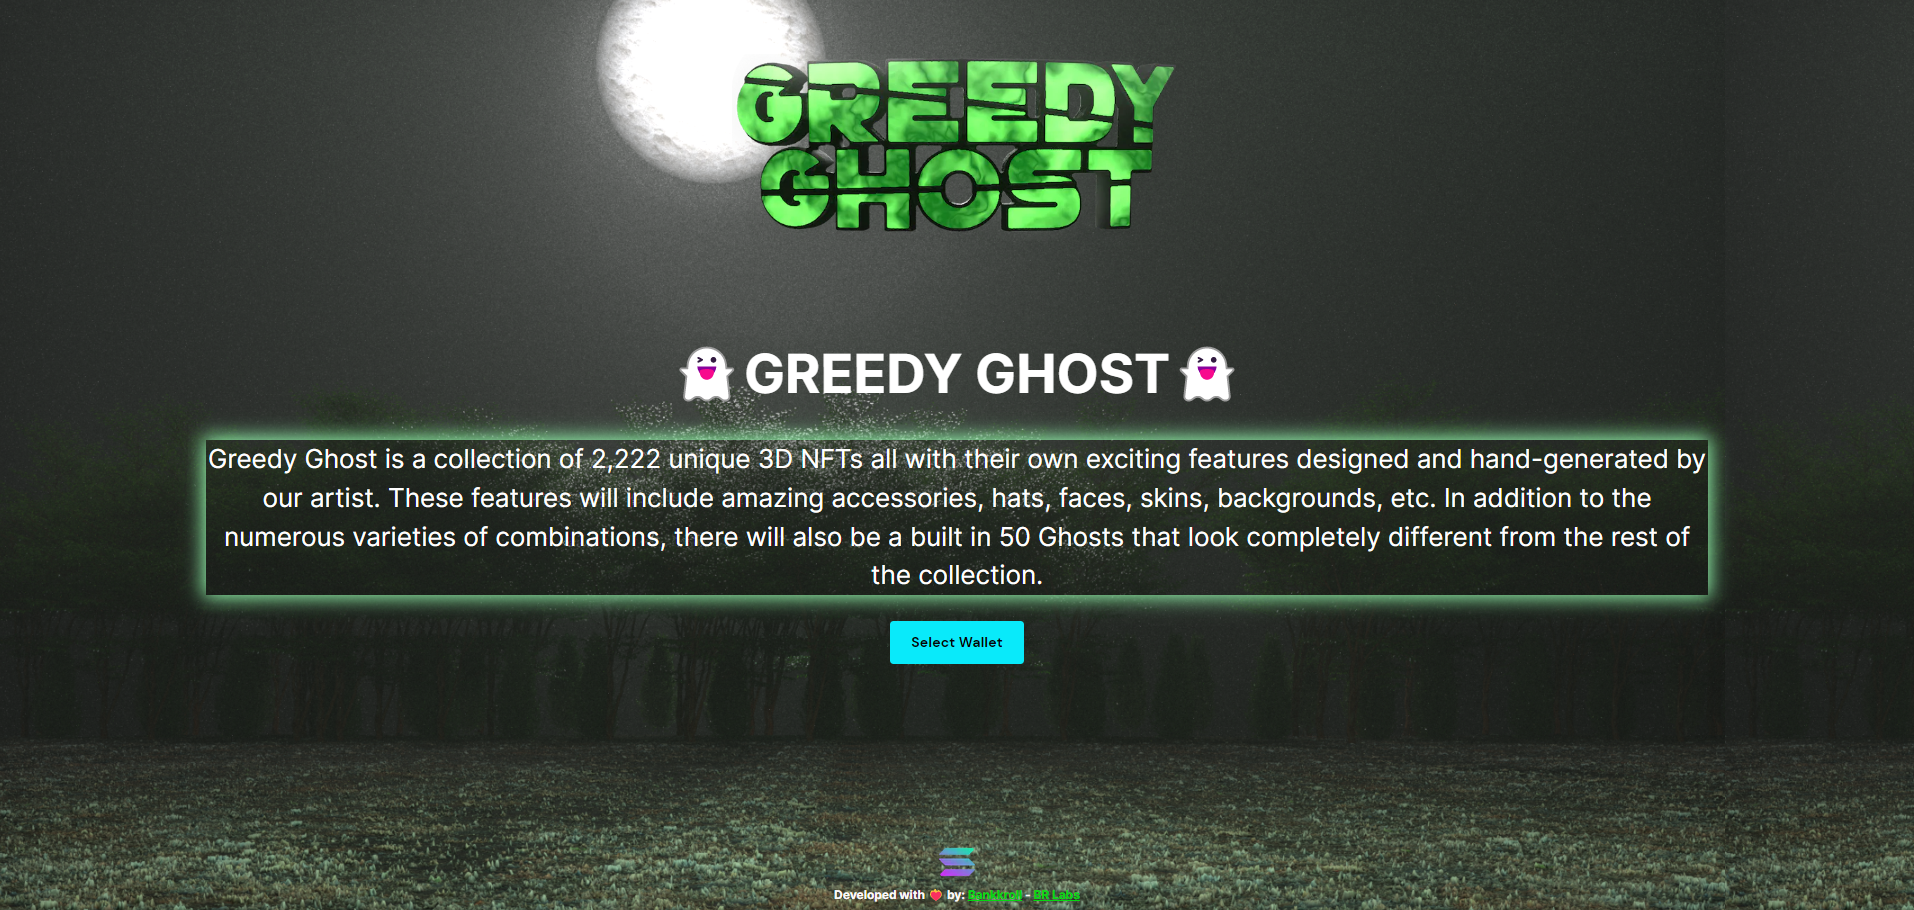 GREEDY
GHOST
👻 GREEDY GHOST 👻
Greedy Ghost is a collection of 2,222 unique 3D NFTs all with their own exciting features designed and hand-generated by
our artist. These features will include amazing accessories, hats, faces, skins, backgrounds, etc. In addition to the
numerous varieties of combinations, there will also be a built in 50 Ghosts that look completely different from the rest of
the collection.
Select Wallet
Developed with ❤️ by: Bankkroll - BR Labs